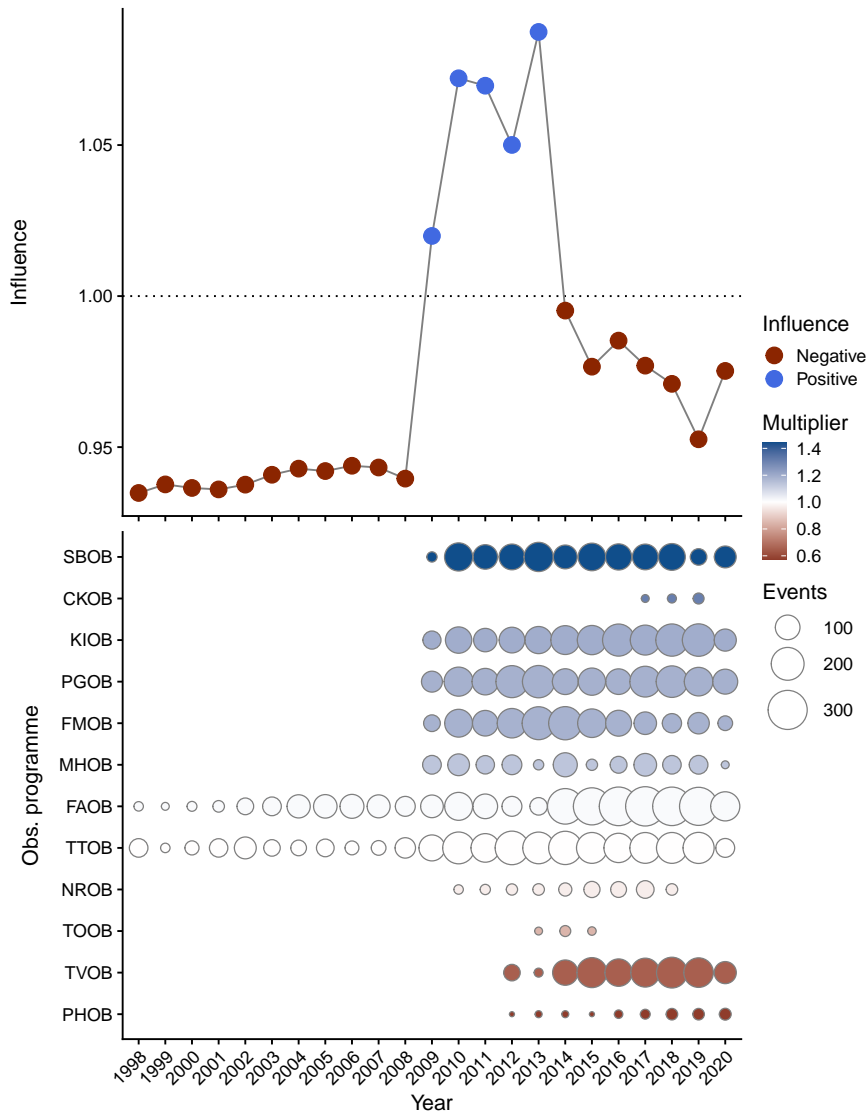 1.05
1.00
0.95
Influence
Influence
Negative
Positive
Multiplier
1.4
1.2
1.0
0.8
0.6
Events
100
200
300
SBOB
CKOB
KIOB
PGOB
FMOB
MHOB
FAOB
TTOB
NROB
TOOB
TVOB
PHOB
Obs. programme
1998 1999 2000 2001 2002 2003 2004 2005 2006 2007 2008 2009 2010 2011 2012 2013 2014 2015 2016 2017 2018 2019 2020
Year